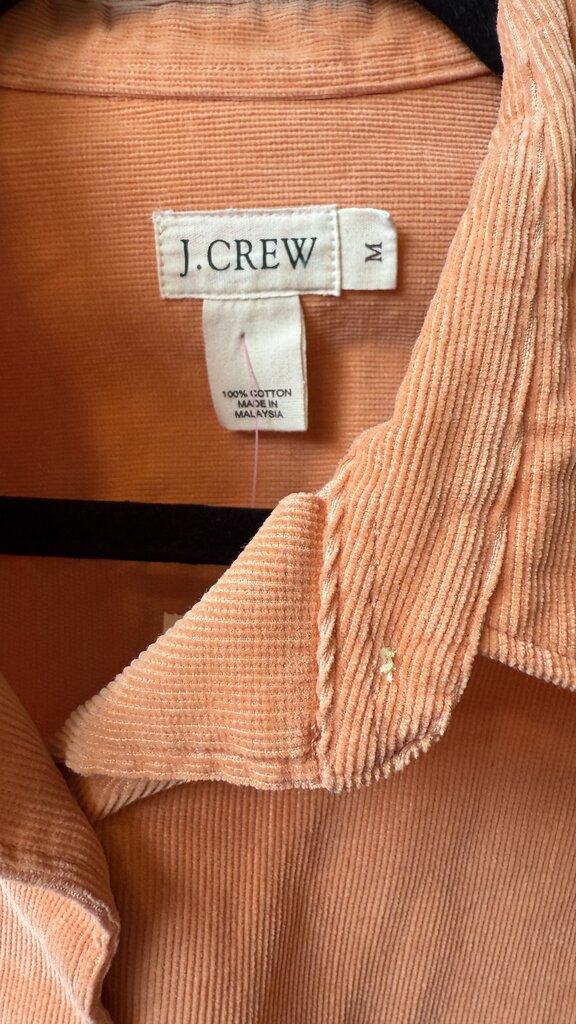 J.CREW
M
100% COTTON
MADE IN
MALAYSIA